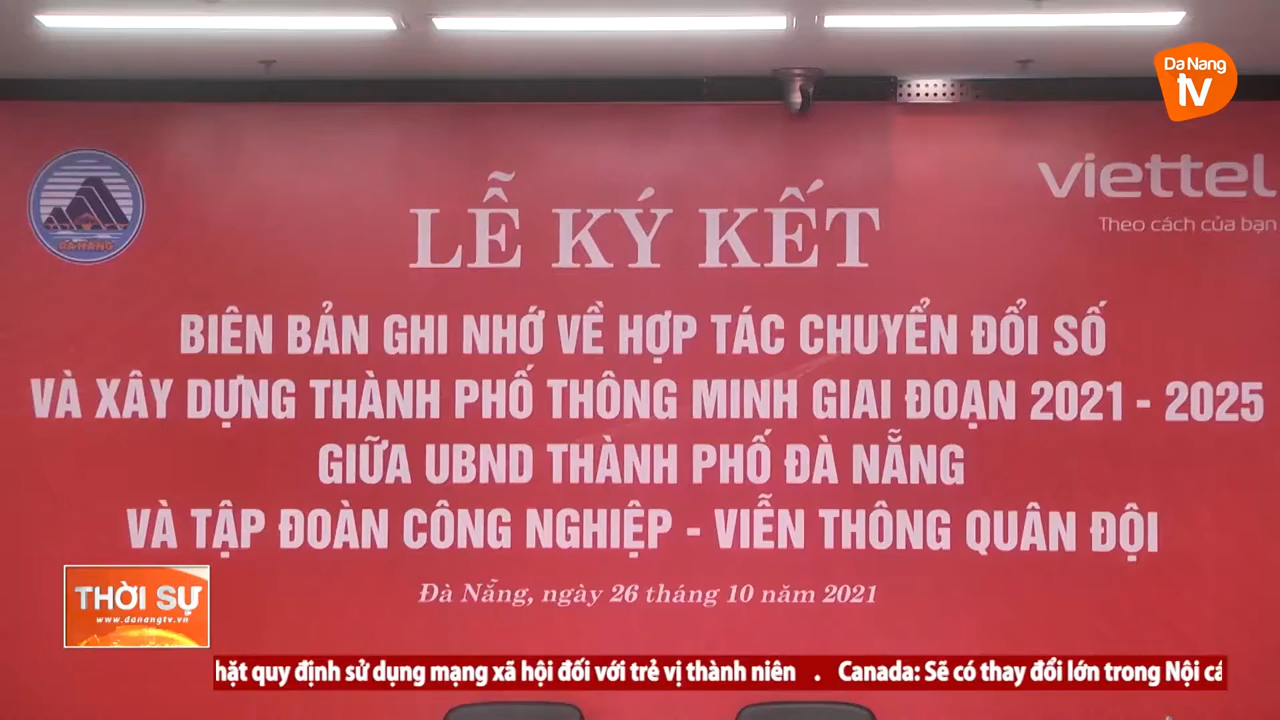 Da Nang
tv
ĐÀ NẴNG
viettel
Theo cách của bạn
LỄ KÝ KẾT
BIÊN BẢN GHI NHỚ VỀ HỢP TÁC CHUYỂN ĐỔI SỐ
VÀ XÂY DỰNG THÀNH PHỐ THÔNG MINH GIAI ĐOẠN 2021 - 2025
GIỮA UBND THÀNH PHỐ ĐÀ NẴNG
VÀ TẬP ĐOÀN CÔNG NGHIỆP - VIỄN THÔNG QUÂN ĐỘI
Đà Nẵng, ngày 26 tháng 10 năm 2021
THỜI SỰ
www.danangtv.vn
quy định sử dụng mạng xã hội đối với trẻ vị thành niên . Canada: Sẽ có thay đổi lớn trong Nội